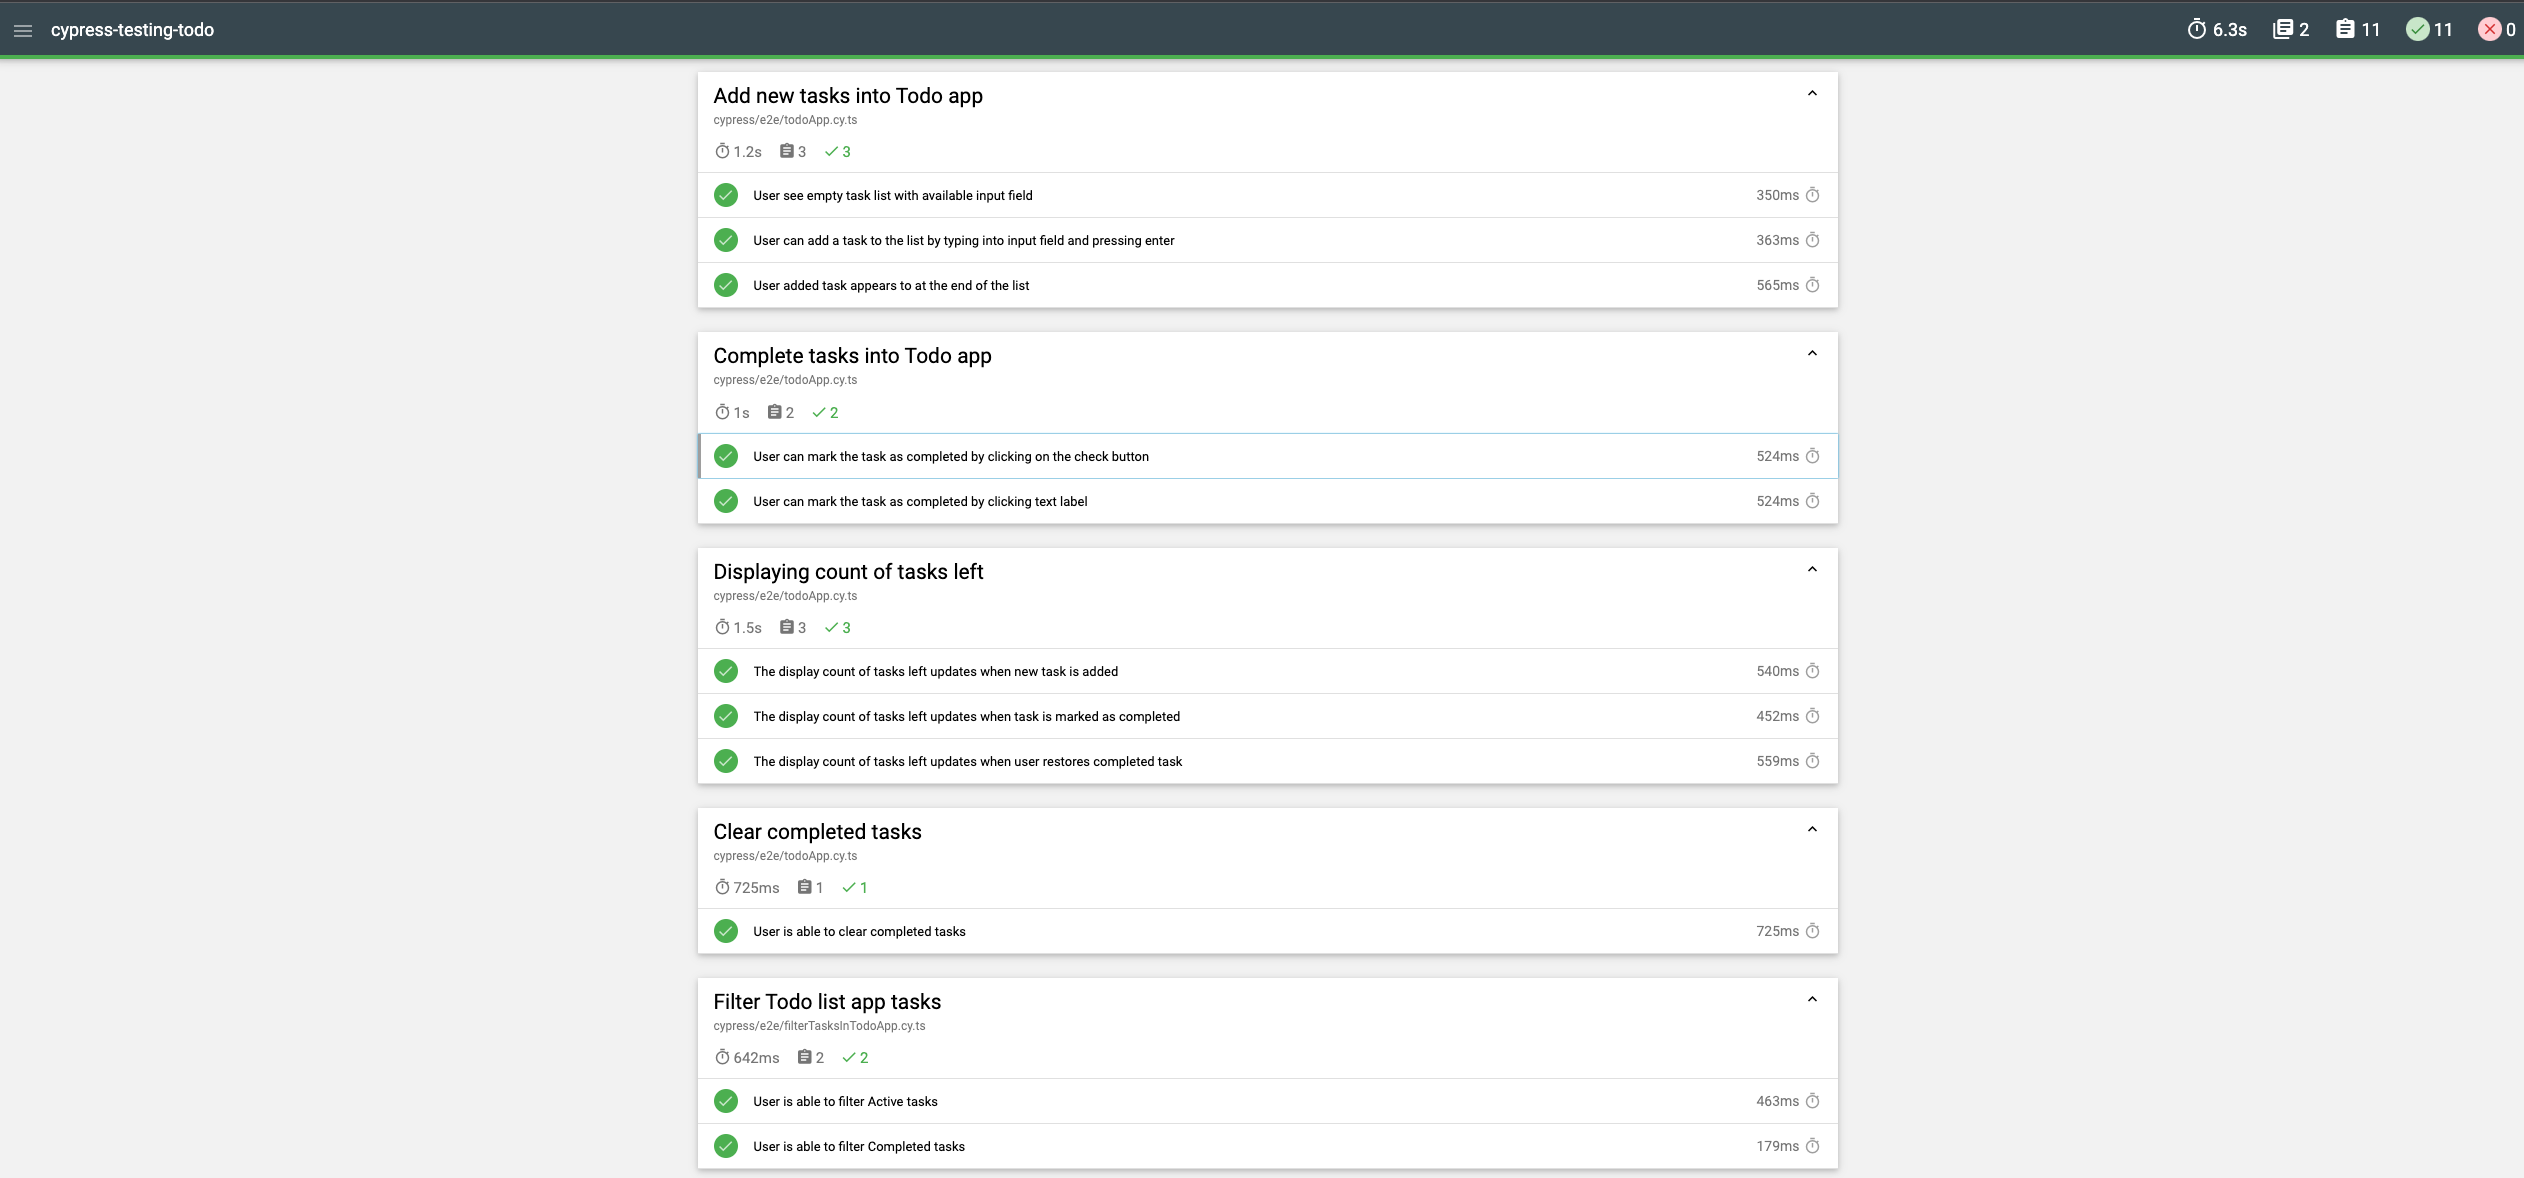 cypress-testing-todo 6.3s 2 11 11 0
Add new tasks into Todo app
cypress/e2e/todoApp.cy.ts
1.2s 3 3
User see empty task list with available input field 350ms
User can add a task to the list by typing into input field and pressing enter 363ms
User added task appears to at the end of the list 565ms
Complete tasks into Todo app
cypress/e2e/todoApp.cy.ts
1s 2 2
User can mark the task as completed by clicking on the check button 524ms
User can mark the task as completed by clicking text label 524ms
Displaying count of tasks left
cypress/e2e/todoApp.cy.ts
1.5s 3 3
The display count of tasks left updates when new task is added 540ms
The display count of tasks left updates when task is marked as completed 452ms
The display count of tasks left updates when user restores completed task 559ms
Clear completed tasks
cypress/e2e/todoApp.cy.ts
725ms 1 1
User is able to clear completed tasks 725ms
Filter Todo list app tasks
cypress/e2e/filterTasksInTodoApp.cy.ts
642ms 2 2
User is able to filter Active tasks 463ms
User is able to filter Completed tasks 179ms